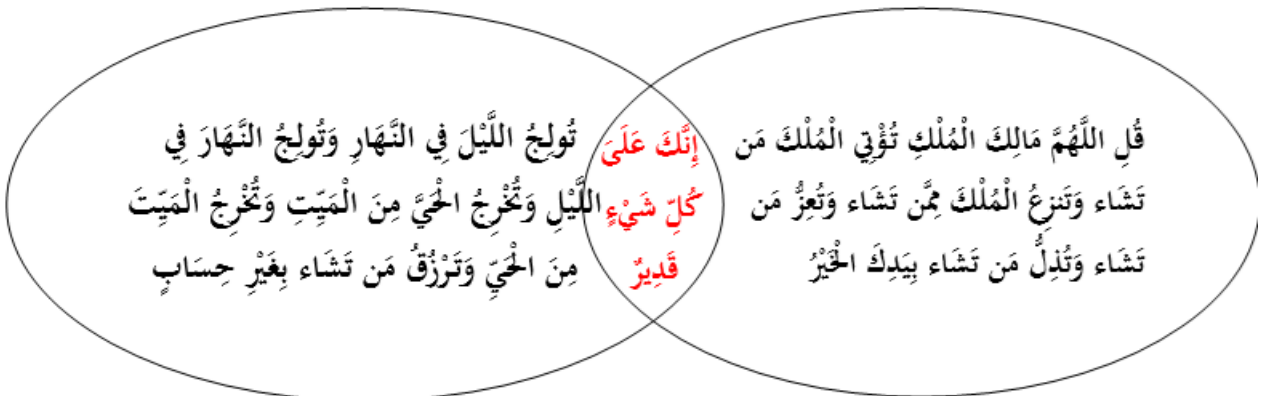 قُلِ اللَّهُمَّ مَالِكَ الْمُلْكِ تُؤْتِي الْمُلْكَ مَن
تَشَاء وَتَنزِعُ الْمُلْكَ مِمَّن تَشَاء وَتُعِزُّ مَن
تَشَاء وَتُذِلُّ مَن تَشَاء بِيَدِكَ الْخَيْرُ
إِنَّكَ عَلَىَ
كُلِّ شَيْءٍ
قَدِيرٌ
تُولِجُ اللَّيْلَ فِي النَّهَارِ وَتُولِجُ النَّهَارَ فِي
اللَّيْلِ وَتُخْرِجُ الْحَيَّ مِنَ الْمَيِّتِ وَتُخْرِجُ الْمَيِّتَ
مِنَ الْحَيِّ وَتَرْزُقُ مَن تَشَاء بِغَيْرِ حِسَابٍ